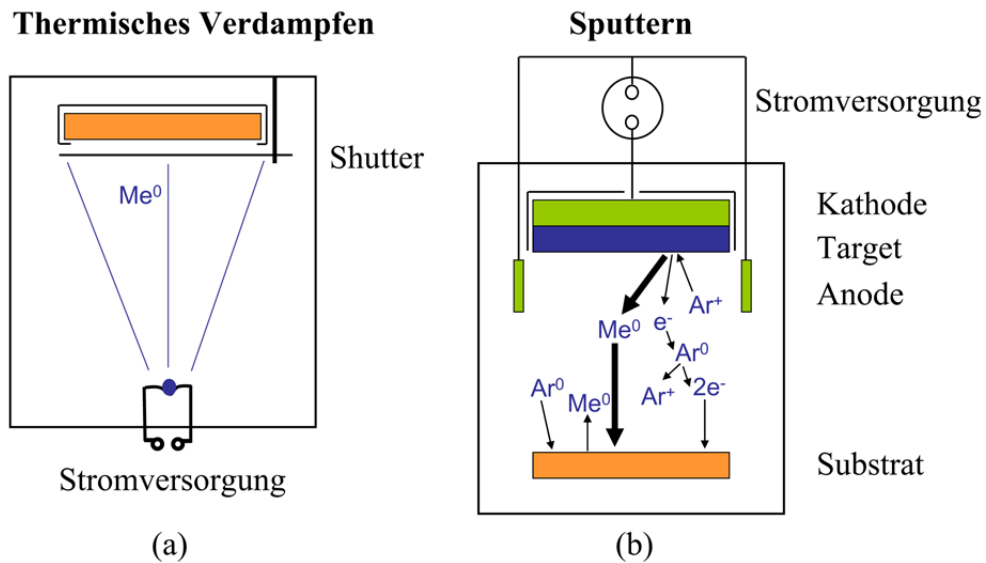 Thermisches Verdampfen
Shutter
Me⁰
Stromversorgung
(a)
Sputtern
Stromversorgung
Kathode
Target
Anode
Ar⁺
Me⁰
e⁻
Ar⁰
Ar⁺
2e⁻
Ar⁰
Me⁰
Substrat
(b)